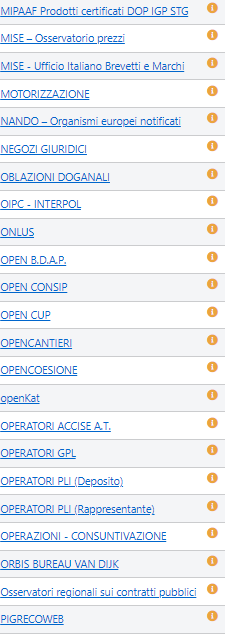 MIPAAF Prodotti certificati DOP IGP STG
MISE – Osservatorio prezzi
MISE - Ufficio Italiano Brevetti e Marchi
MOTORIZZAZIONE
NANDO – Organismi europei notificati
NEGOZI GIURIDICI
OBLAZIONI DOGANALI
OIPC - INTERPOL
ONLUS
OPEN B.D.A.P.
OPEN CONSIP
OPEN CUP
OPENCANTIERI
OPENCOESIONE
openKat
OPERATORI ACCISE A.T.
OPERATORI GPL
OPERATORI PLI (Deposito)
OPERATORI PLI (Rappresentante)
OPERAZIONI - CONSUNTIVAZIONE
ORBIS BUREAU VAN DIJK
Osservatori regionali sui contratti pubblici
PIGRECOWEB